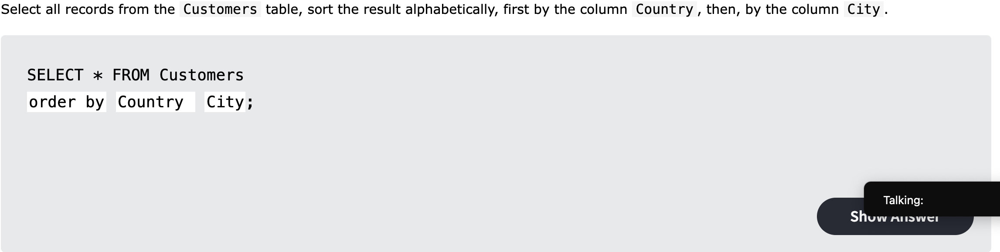 Select all records from the Customers table, sort the result alphabetically, first by the column Country, then, by the column City.
SELECT * FROM Customers
order by Country City;
Talking:
Show Answer